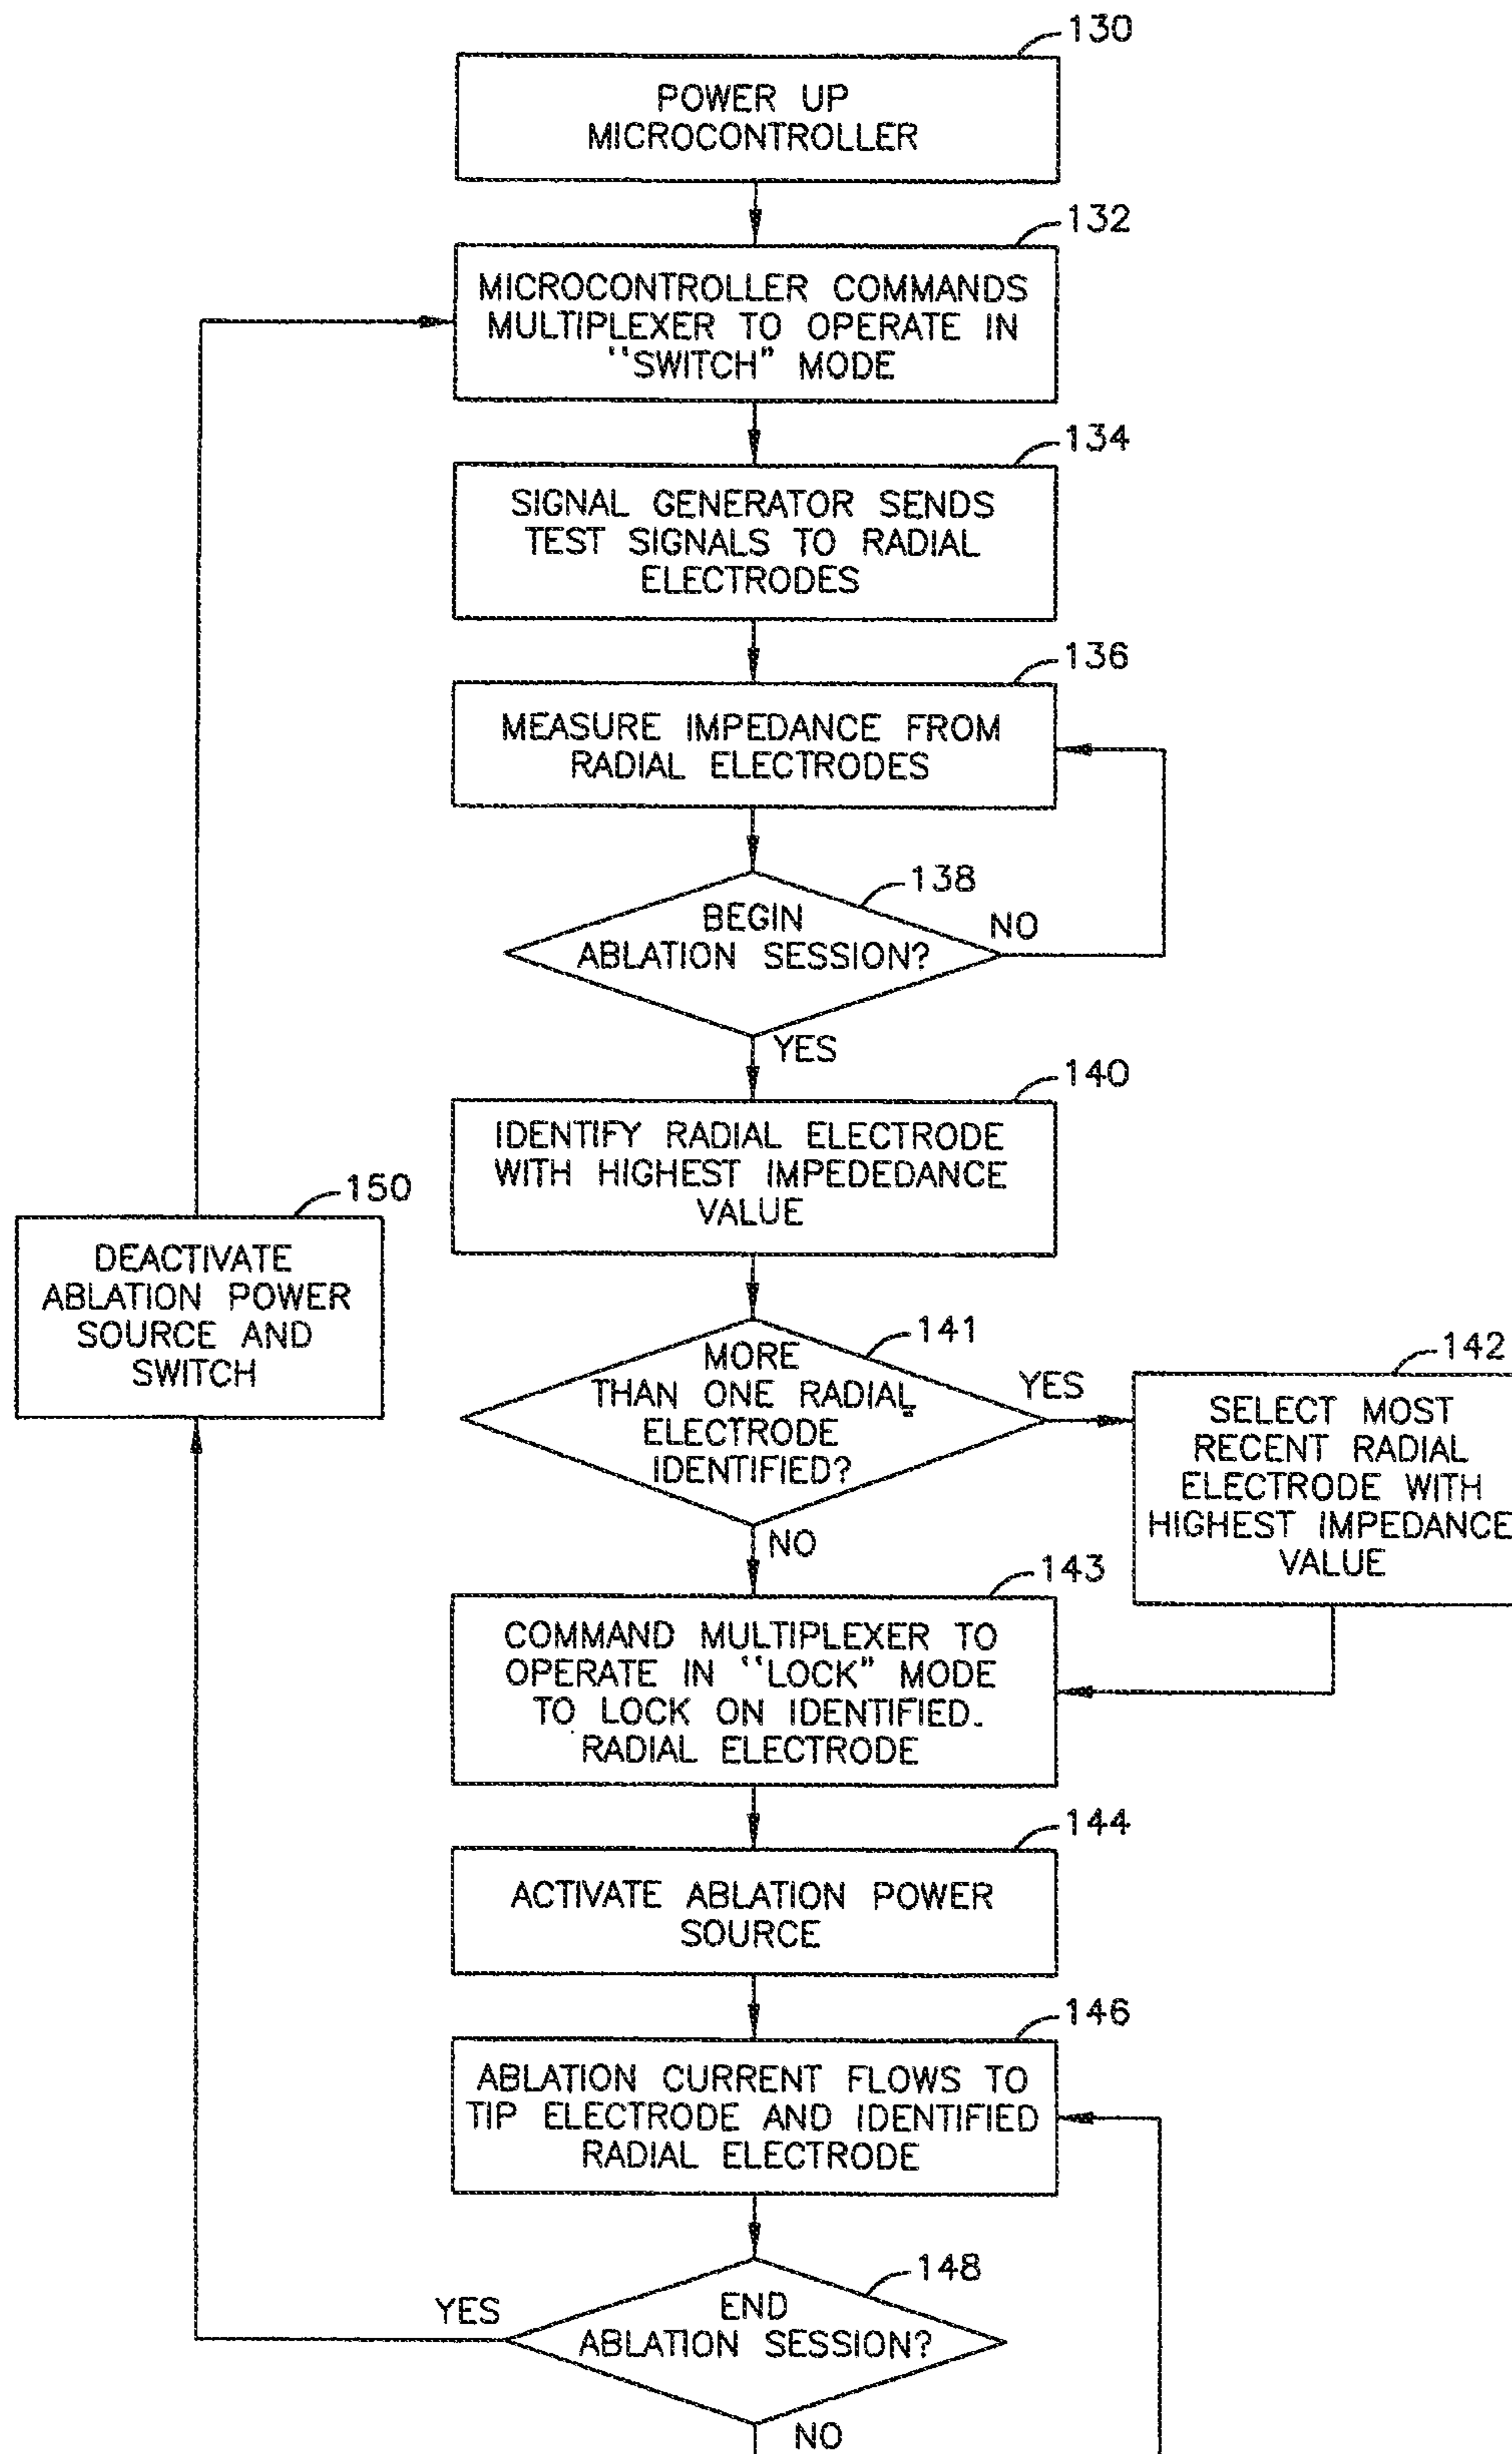 130
POWER UP
MICROCONTROLLER
132
MICROCONTROLLER COMMANDS
MULTIPLEXER TO OPERATE IN
"SWITCH" MODE
134
SIGNAL GENERATOR SENDS
TEST SIGNALS TO RADIAL
ELECTRODES
136
MEASURE IMPEDANCE FROM
RADIAL ELECTRODES
138
BEGIN
ABLATION SESSION?
NO
YES
140
IDENTIFY RADIAL ELECTRODE
WITH HIGHEST IMPEDEDANCE
VALUE
150
DEACTIVATE
ABLATION POWER
SOURCE AND
SWITCH
141
MORE
THAN ONE RADIAL
ELECTRODE
IDENTIFIED?
YES
NO
142
SELECT MOST
RECENT RADIAL
ELECTRODE WITH
HIGHEST IMPEDANCE
VALUE
143
COMMAND MULTIPLEXER TO
OPERATE IN "LOCK" MODE
TO LOCK ON IDENTIFIED
RADIAL ELECTRODE
144
ACTIVATE ABLATION POWER
SOURCE
146
ABLATION CURRENT FLOWS TO
TIP ELECTRODE AND IDENTIFIED
RADIAL ELECTRODE
148
END
ABLATION SESSION?
YES
NO